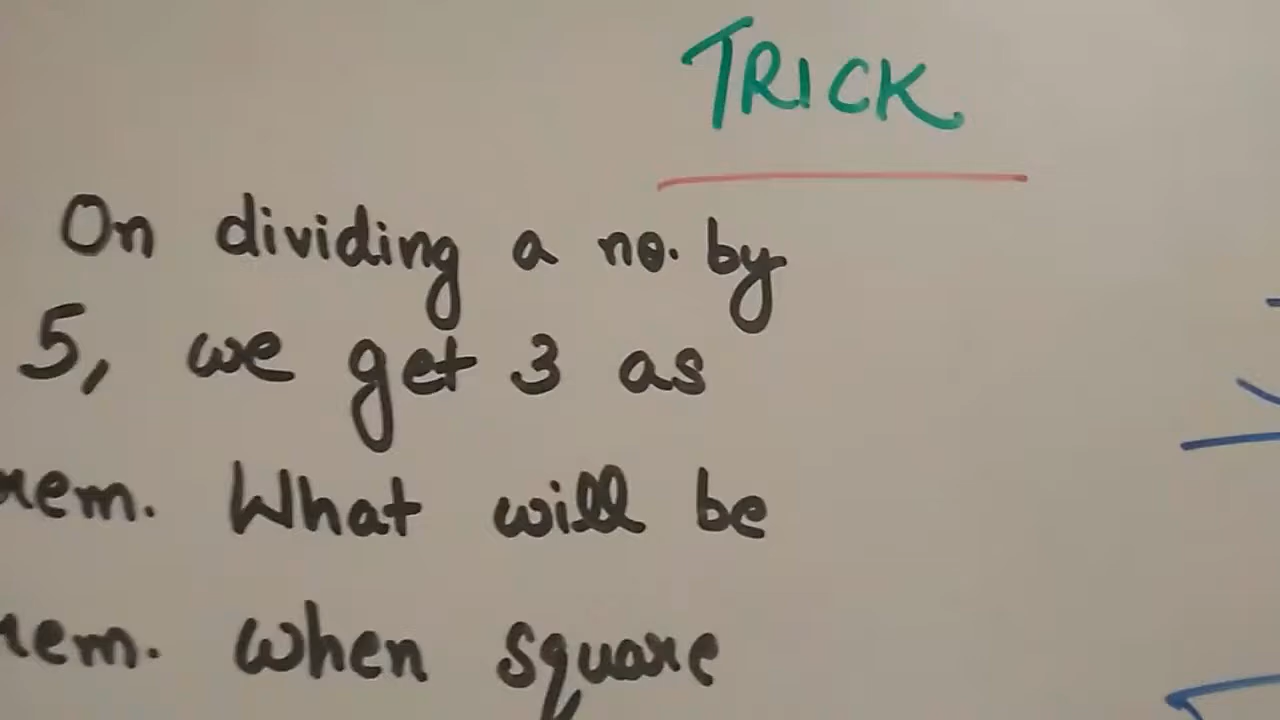 TRICK
On dividing a no. by
5, we get 3 as
rem. What will be
rem. when square